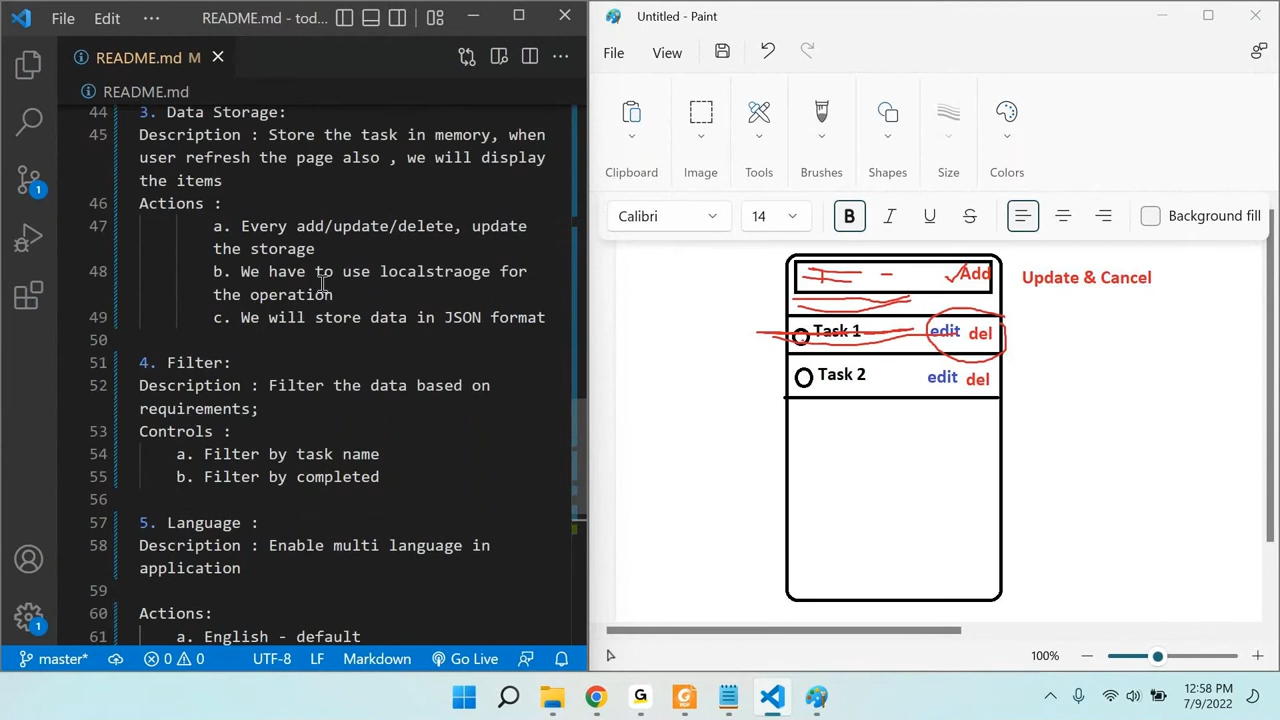 File Edit ··· README.md - tod...
README.md M
README.md
44 3. Data Storage:
45 Description : Store the task in memory, when
user refresh the page also , we will display
the items
46 Actions :
47 a. Every add/update/delete, update
the storage
48 b. We have to use localstraoge for
the operation
49 c. We will store data in JSON format
50
51 4. Filter:
52 Description : Filter the data based on
requirements;
53 Controls :
54 a. Filter by task name
55 b. Filter by completed
56
57 5. Language :
58 Description : Enable multi language in
application
59
60 Actions:
61 a. English - default
1
1
master* 0 0 UTF-8 LF Markdown Go Live
Untitled - Paint
File View
Clipboard Image Tools Brushes Shapes Size Colors
Calibri 14 B I U S Background fill
Add Update & Cancel
Task 1 edit del
Task 2 edit del
100%
12:58 PM
7/9/2022